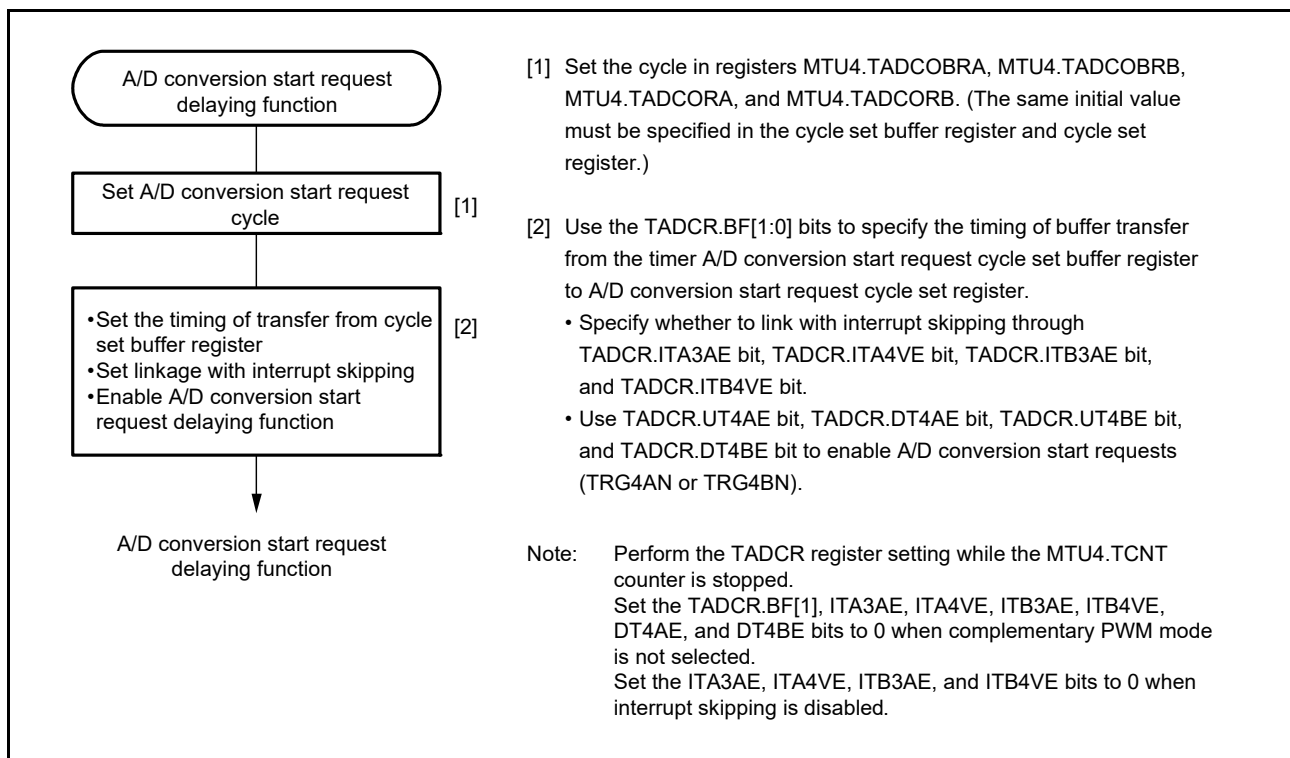 A/D conversion start request
delaying function
Set A/D conversion start request
cycle
[1]
•Set the timing of transfer from cycle
set buffer register
•Set linkage with interrupt skipping
•Enable A/D conversion start
request delaying function
[2]
A/D conversion start request
delaying function
[1] Set the cycle in registers MTU4.TADCOBRA, MTU4.TADCOBRB,
MTU4.TADCORA, and MTU4.TADCORB. (The same initial value
must be specified in the cycle set buffer register and cycle set
register.)
[2] Use the TADCR.BF[1:0] bits to specify the timing of buffer transfer
from the timer A/D conversion start request cycle set buffer register
to A/D conversion start request cycle set register.
• Specify whether to link with interrupt skipping through
TADCR.ITA3AE bit, TADCR.ITA4VE bit, TADCR.ITB3AE bit,
and TADCR.ITB4VE bit.
• Use TADCR.UT4AE bit, TADCR.DT4AE bit, TADCR.UT4BE bit,
and TADCR.DT4BE bit to enable A/D conversion start requests
(TRG4AN or TRG4BN).
Note: Perform the TADCR register setting while the MTU4.TCNT
counter is stopped.
Set the TADCR.BF[1], ITA3AE, ITA4VE, ITB3AE, ITB4VE,
DT4AE, and DT4BE bits to 0 when complementary PWM mode
is not selected.
Set the ITA3AE, ITA4VE, ITB3AE, and ITB4VE bits to 0 when
interrupt skipping is disabled.